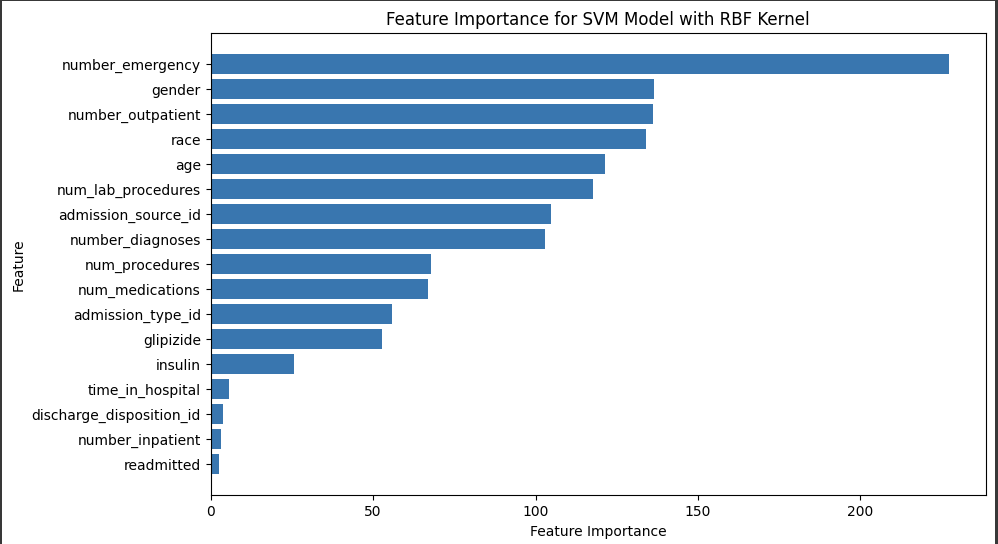 Feature Importance for SVM Model with RBF Kernel
number_emergency
gender
number_outpatient
race
age
num_lab_procedures
admission_source_id
number_diagnoses
num_procedures
num_medications
admission_type_id
glipizide
insulin
time_in_hospital
discharge_disposition_id
number_inpatient
readmitted
Feature
0 50 100 150 200
Feature Importance